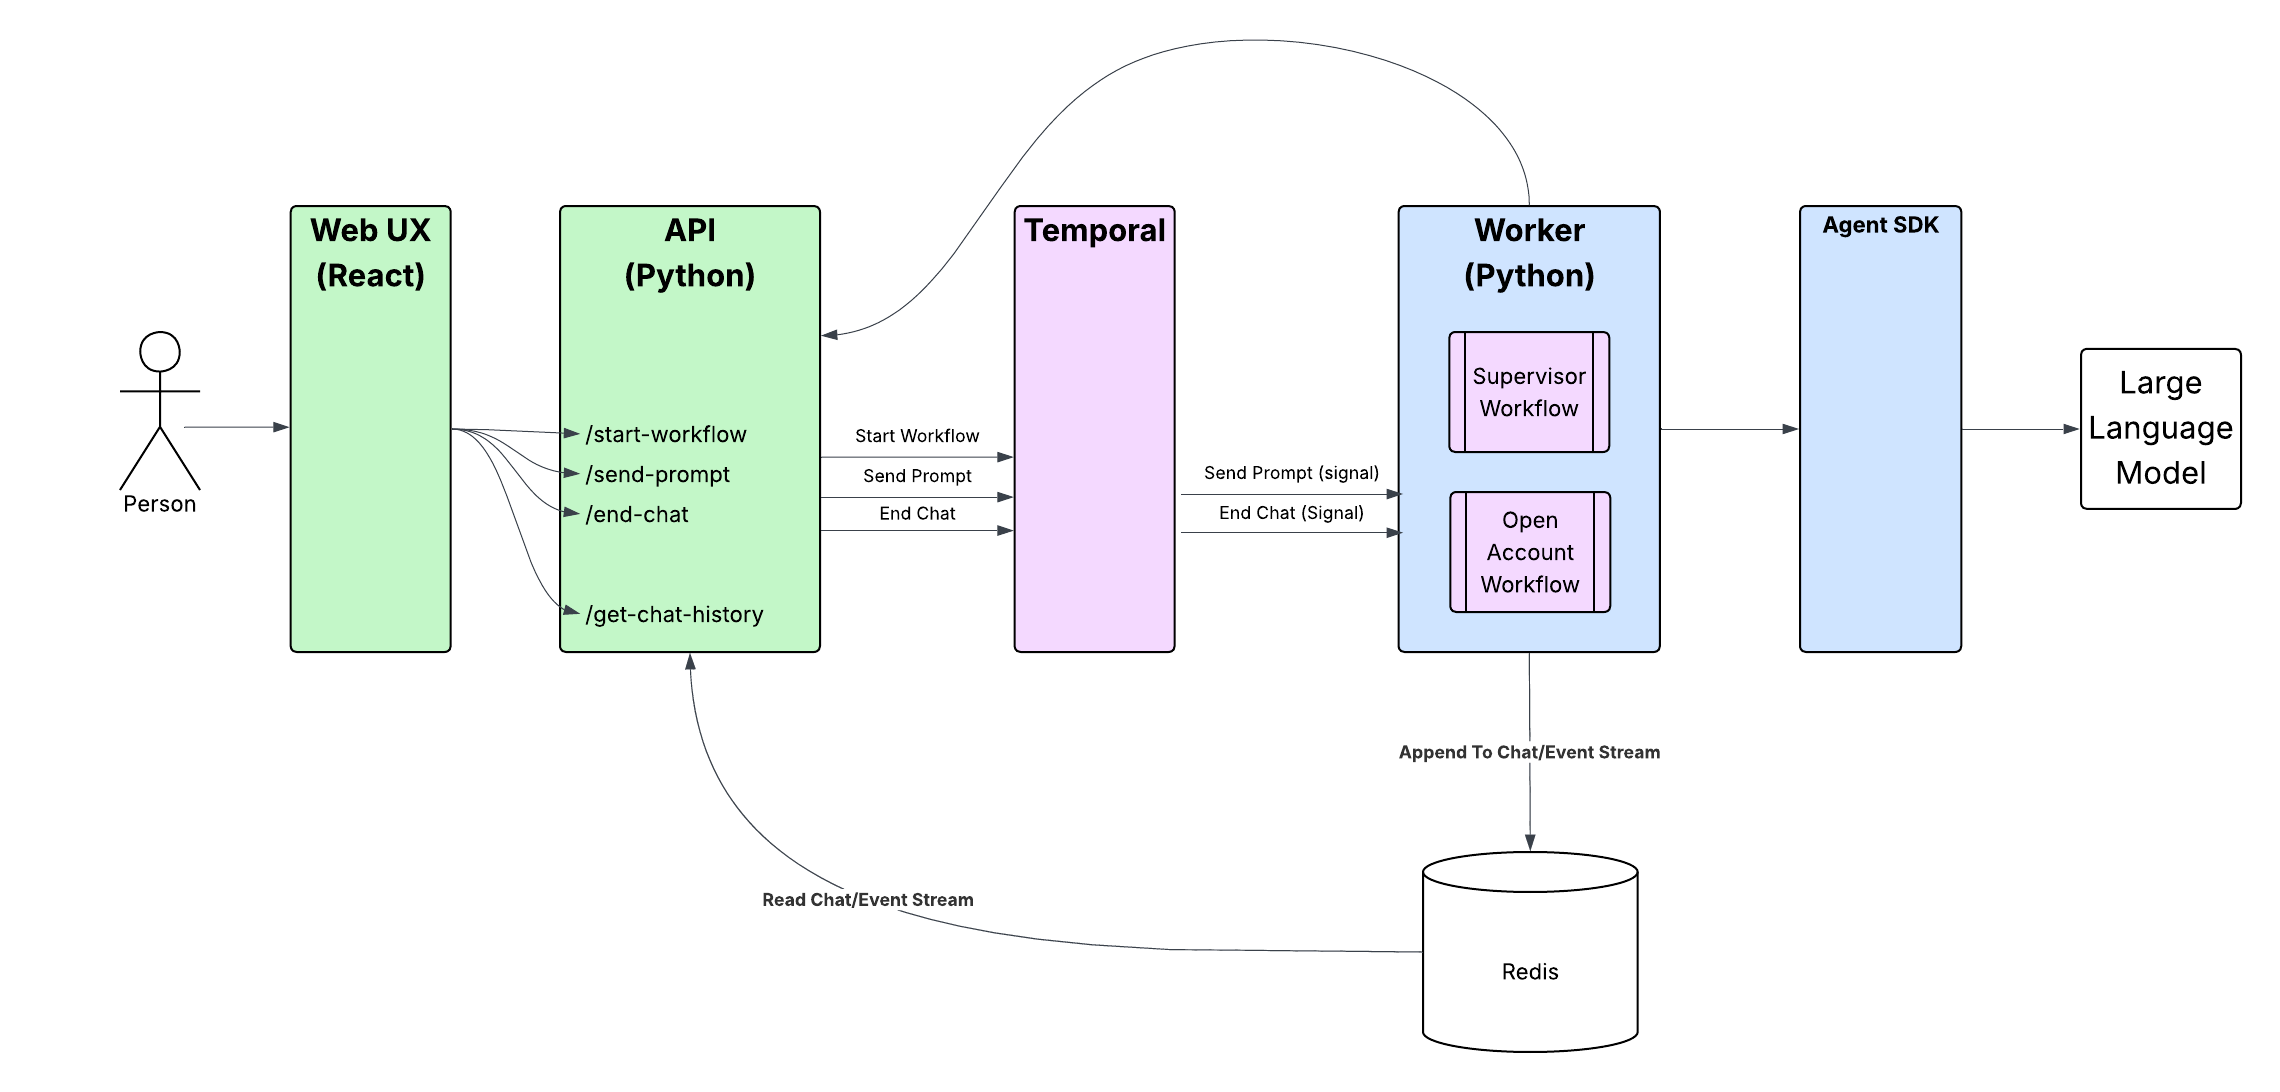 Web UX
(React)
API
(Python)
Temporal
Worker
(Python)
Agent SDK
Person
/start-workflow
/send-prompt
/end-chat
/get-chat-history
Start Workflow
Send Prompt
End Chat
Send Prompt (signal)
End Chat (Signal)
Supervisor
Workflow
Open
Account
Workflow
Large
Language
Model
Append To Chat/Event Stream
Read Chat/Event Stream
Redis